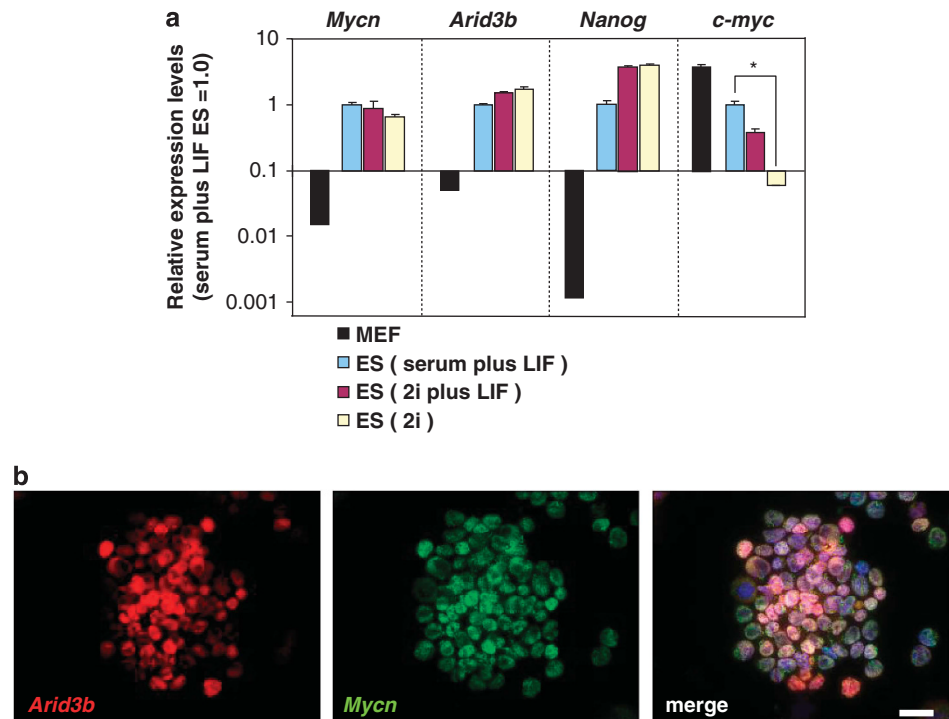 a
Mycn Arid3b Nanog c-myc
Relative expression levels
(serum plus LIF ES =1.0)
10
1
0.1
0.01
0.001
*
MEF
ES ( serum plus LIF )
ES ( 2i plus LIF )
ES ( 2i )
b
Arid3b
Mycn
merge